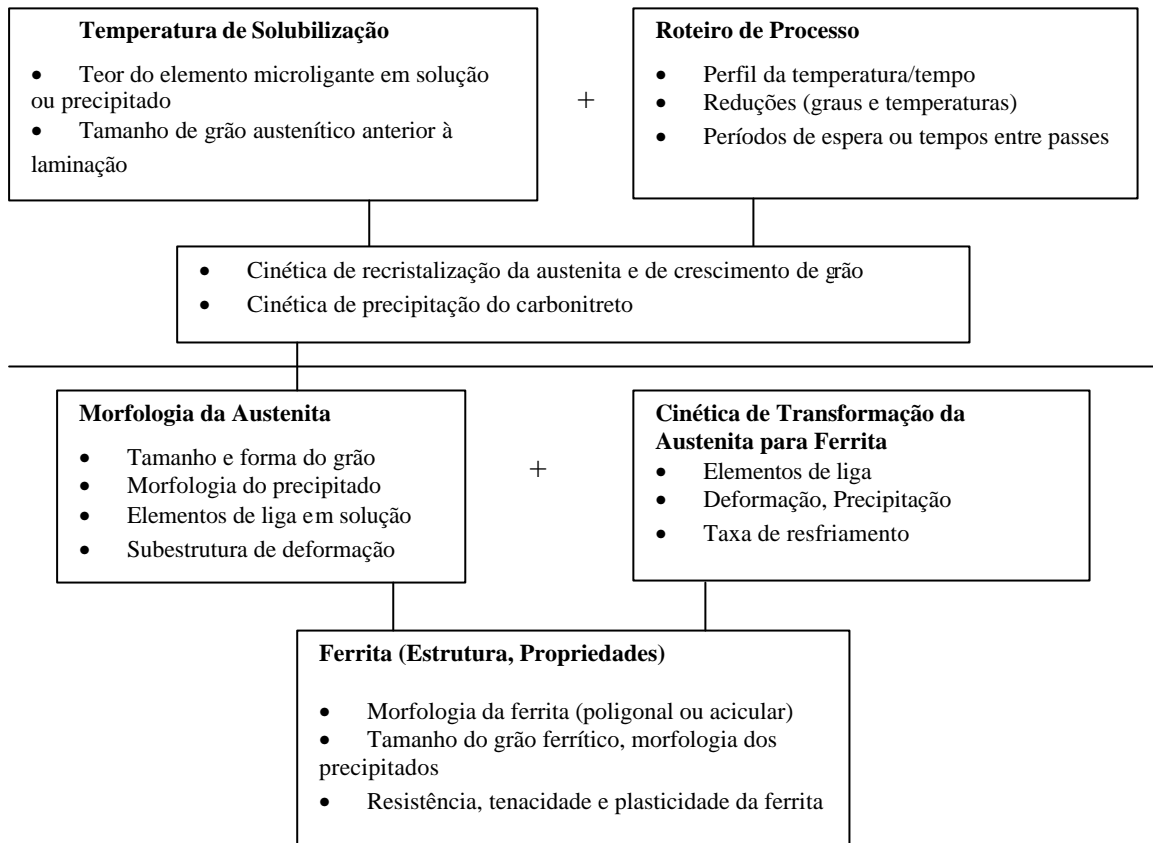 Temperatura de Solubilização
• Teor do elemento microligante em solução
ou precipitado
• Tamanho de grão austenítico anterior à
laminação
+
Roteiro de Processo
• Perfil da temperatura/tempo
• Reduções (graus e temperaturas)
• Períodos de espera ou tempos entre passes
• Cinética de recristalização da austenita e de crescimento de grão
• Cinética de precipitação do carbonitreto
Morfologia da Austenita
• Tamanho e forma do grão
• Morfologia do precipitado
• Elementos de liga em solução
• Subestrutura de deformação
+
Cinética de Transformação da
Austenita para Ferrita
• Elementos de liga
• Deformação, Precipitação
• Taxa de resfriamento
Ferrita (Estrutura, Propriedades)
• Morfologia da ferrita (poligonal ou acicular)
• Tamanho do grão ferrítico, morfologia dos
precipitados
• Resistência, tenacidade e plasticidade da ferrita